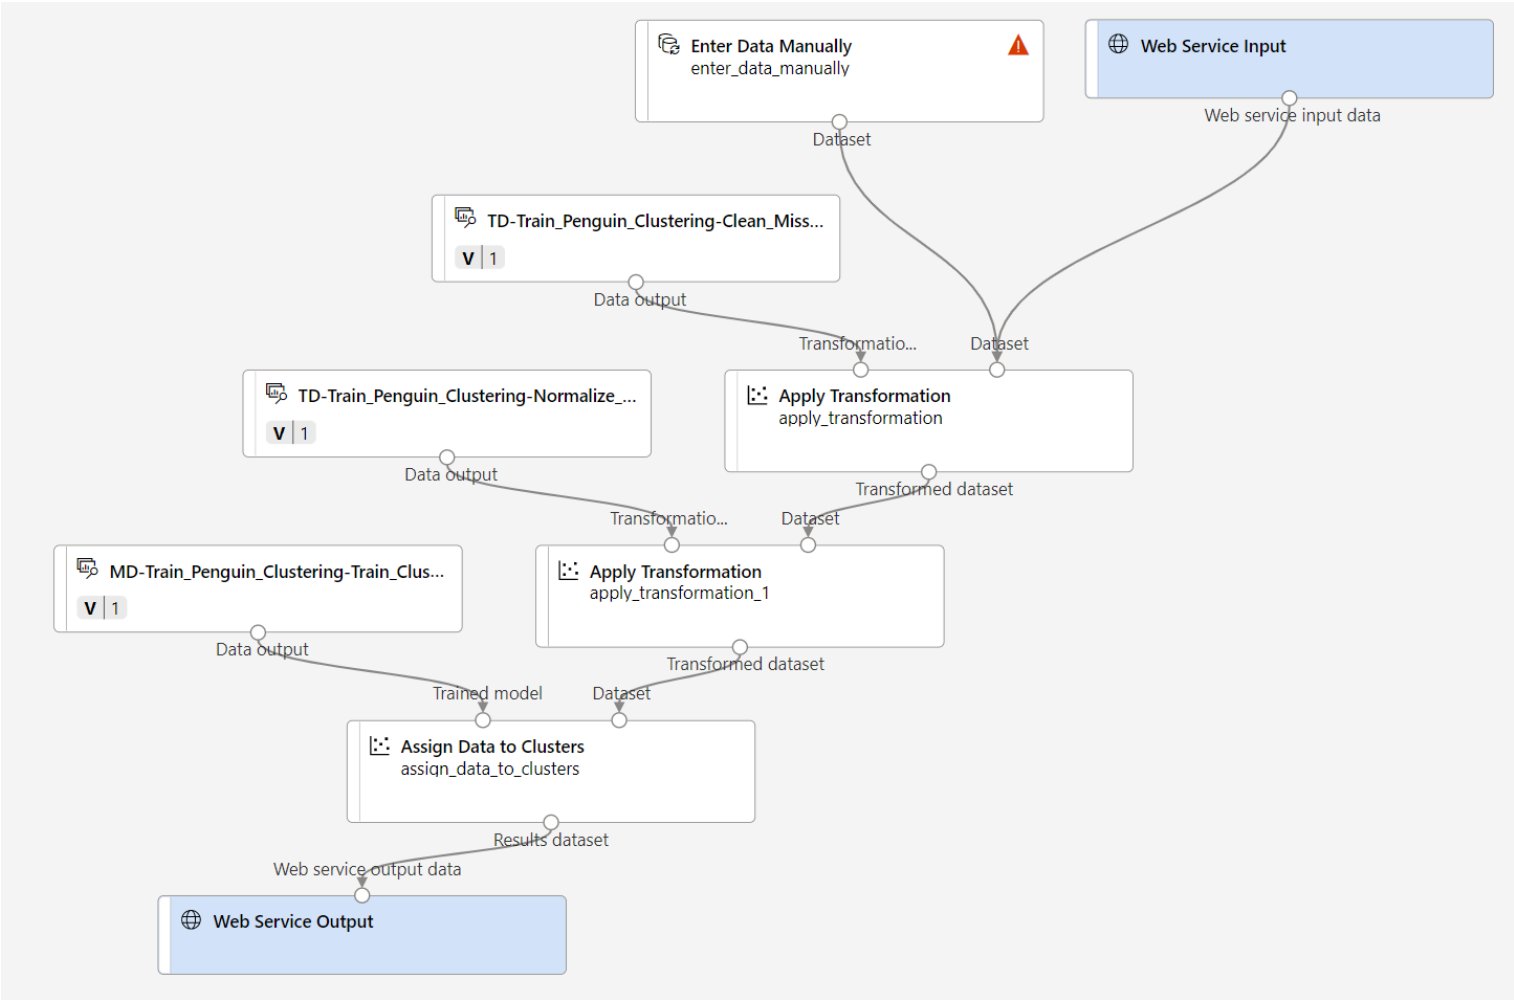 Enter Data Manually
enter_data_manually
Dataset
Web Service Input
Web service input data
TD-Train_Penguin_Clustering-Clean_Miss...
V 1
Data output
Transformatio...
Dataset
TD-Train_Penguin_Clustering-Normalize_...
V 1
Data output
Apply Transformation
apply_transformation
Transformed dataset
Transformatio...
Dataset
MD-Train_Penguin_Clustering-Train_Clus...
V 1
Data output
Apply Transformation
apply_transformation_1
Transformed dataset
Trained model
Dataset
Assign Data to Clusters
assign_data_to_clusters
Results dataset
Web service output data
Web Service Output